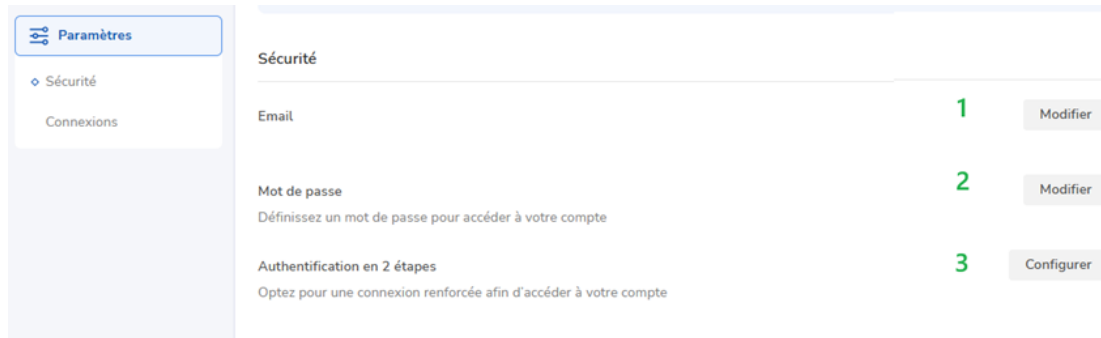 Paramètres
Sécurité
Connexions
Sécurité
Email
1
Modifier
Mot de passe
2
Modifier
Définissez un mot de passe pour accéder à votre compte
Authentification en 2 étapes
3
Configurer
Optez pour une connexion renforcée afin d'accéder à votre compte